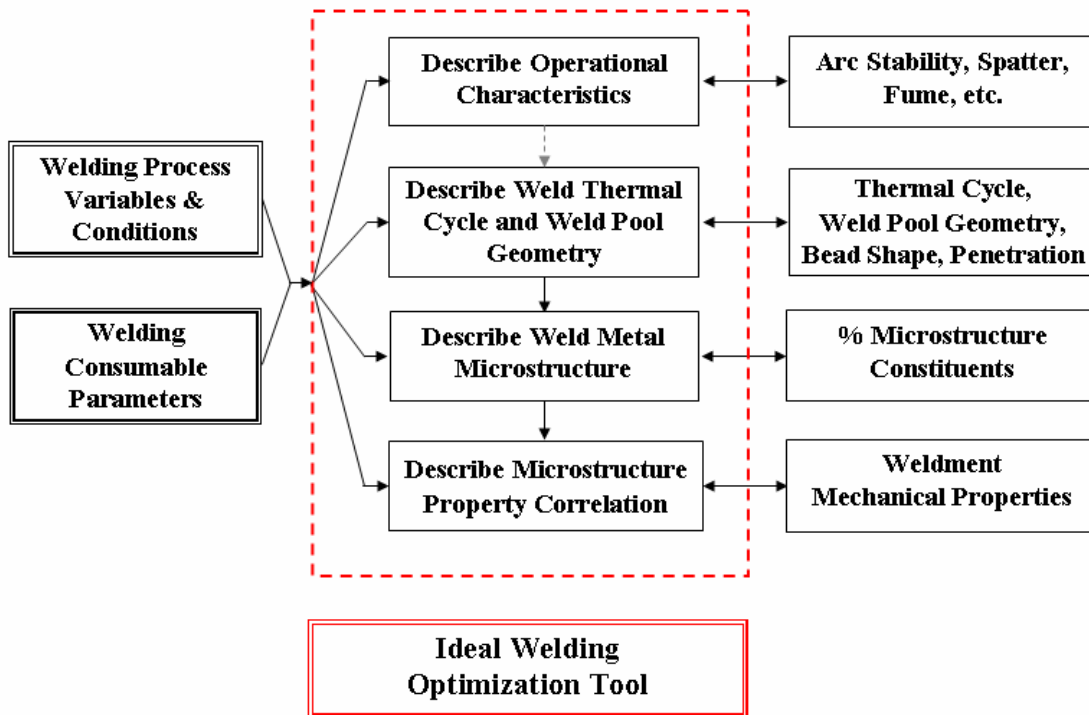 Describe Operational
Characteristics
Arc Stability, Spatter,
Fume, etc.
Welding Process
Variables &
Conditions
Describe Weld Thermal
Cycle and Weld Pool
Geometry
Thermal Cycle,
Weld Pool Geometry,
Bead Shape, Penetration
Welding
Consumable
Parameters
Describe Weld Metal
Microstructure
% Microstructure
Constituents
Describe Microstructure
Property Correlation
Weldment
Mechanical Properties
Ideal Welding
Optimization Tool